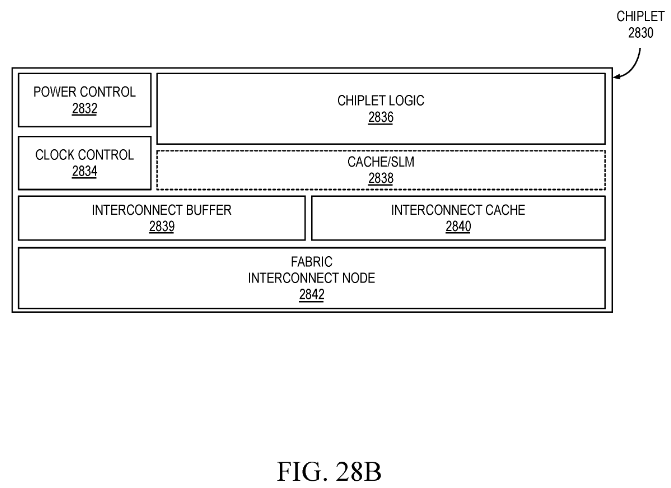 CHIPLET
2830
POWER CONTROL
2832
CHIPLET LOGIC
2836
CLOCK CONTROL
2834
CACHE/SLM
2838
INTERCONNECT BUFFER
2839
INTERCONNECT CACHE
2840
FABRIC
INTERCONNECT NODE
2842
FIG. 28B